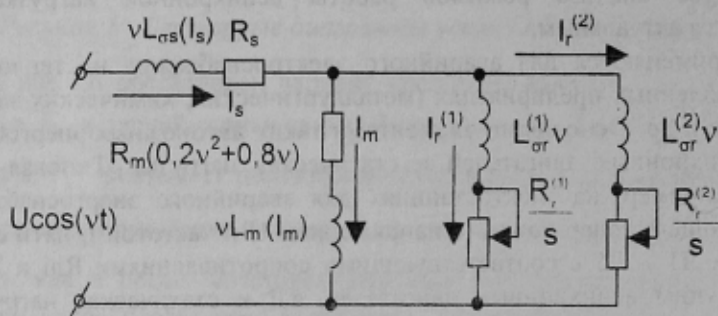 νL_σs(I_s)
R_s
I_r^(2)
I_s
R_m(0,2ν²+0,8ν)
I_m
I_r^(1)
L_σr^(1)ν
L_σr^(2)ν
Ucos(νt)
νL_m(I_m)
R_r^(1)
s
R_r^(2)
s